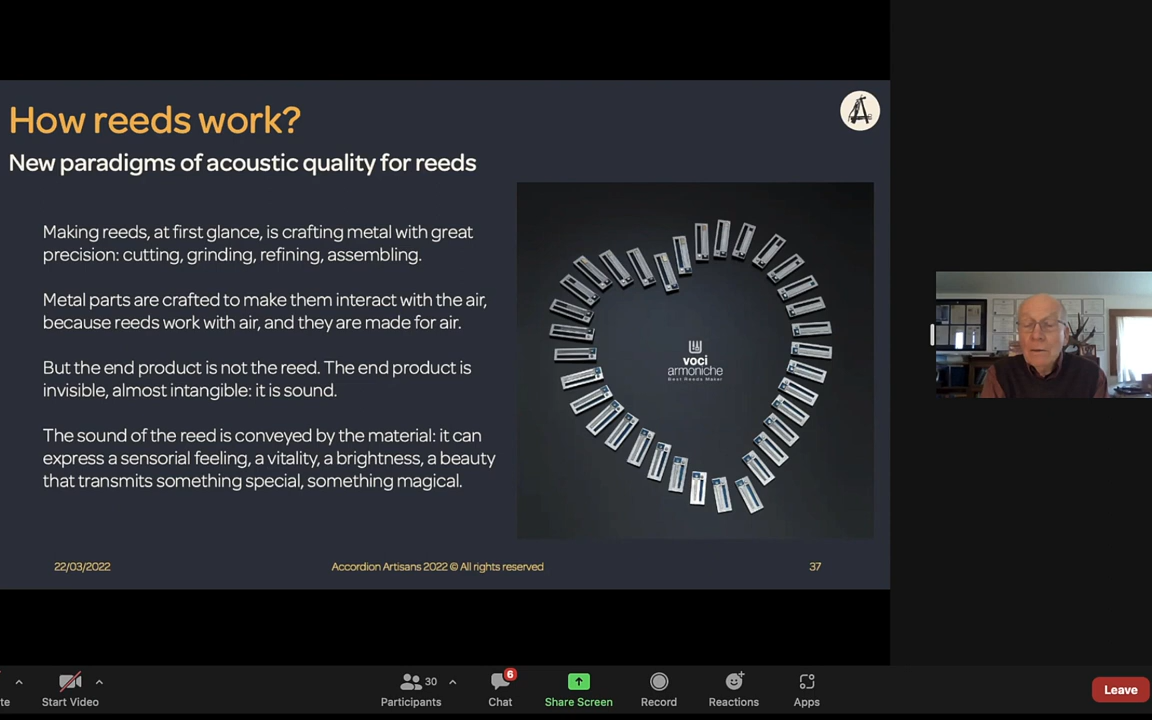 How reeds work?
New paradigms of acoustic quality for reeds
Making reeds, at first glance, is crafting metal with great
precision: cutting, grinding, refining, assembling.
Metal parts are crafted to make them interact with the air,
because reeds work with air, and they are made for air.
But the end product is not the reed. The end product is
invisible, almost intangible: it is sound.
The sound of the reed is conveyed by the material: it can
express a sensorial feeling, a vitality, a brightness, a beauty
that transmits something special, something magical.
voci
armoniche
Best Reeds Maker
22/03/2022
Accordion Artisans 2022 © All rights reserved
37
te
Start Video
30
Participants
6
Chat
Share Screen
Record
Reactions
Apps
Leave